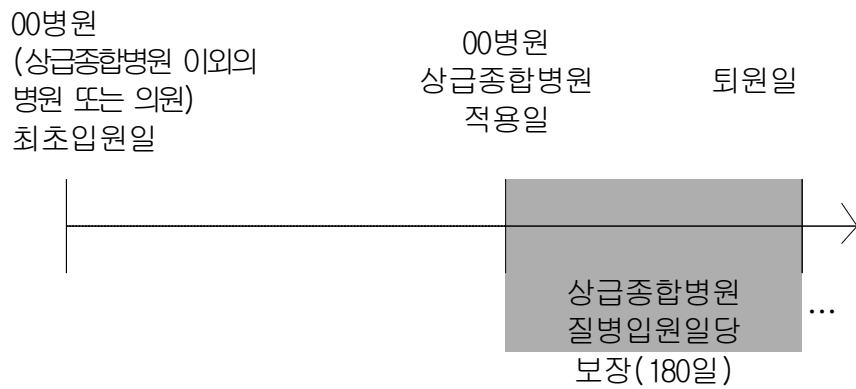 00병원
(상급종합병원 이외의
병원 또는 의원)
최초입원일
00병원
상급종합병원
적용일
퇴원일
상급종합병원
질병입원일당
보장(180일)
...